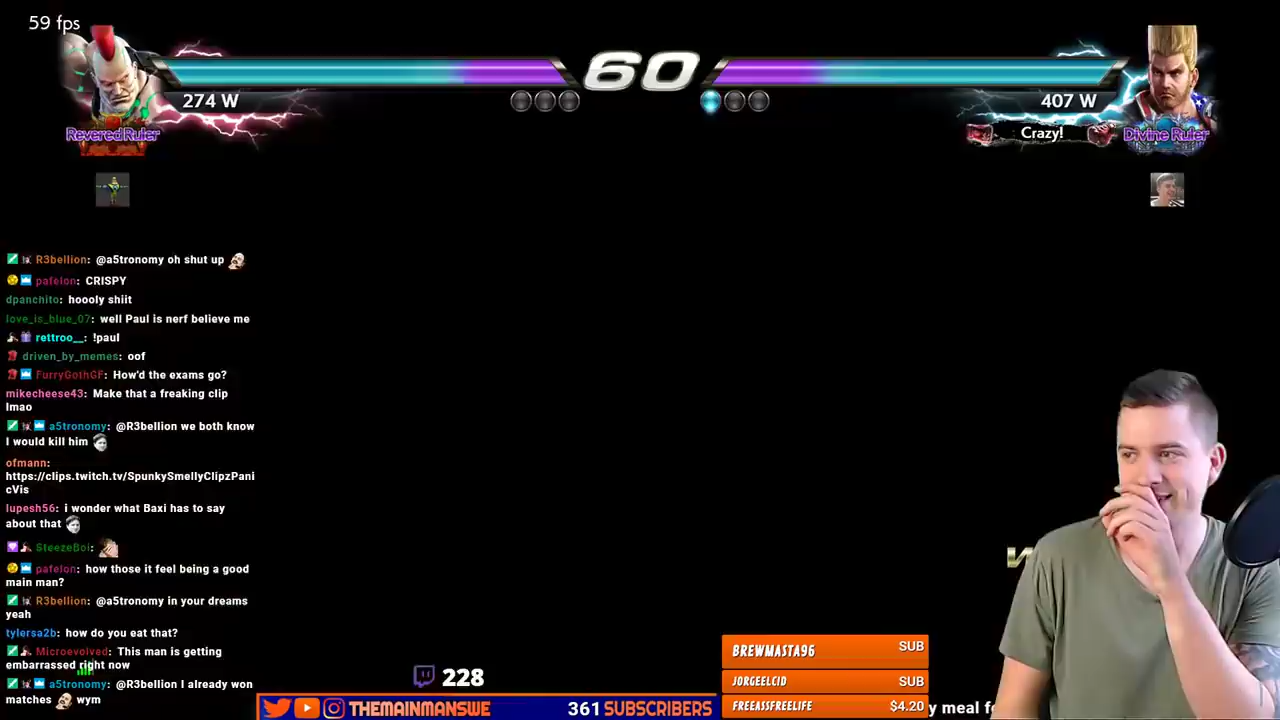 59 fps
60
274 W
407 W
Revered Ruler
Crazy!
Divine Ruler
R3bellion: @a5tronomy oh shut up
pafelon: CRISPY
dpanchito: hoooly shiit
love_is_blue_07: well Paul is nerf believe me
rettroo__: !paul
driven_by_memes: oof
FurryGothGF: How'd the exams go?
mikecheese43: Make that a freaking clip
lmao
a5tronomy: @R3bellion we both know
I would kill him
ofmann:
https://clips.twitch.tv/SpunkySmellyClipzPani
cVis
lupesh56: i wonder what Baxi has to say
about that
SteezeBoi:
pafelon: how those it feel being a good
main man?
R3bellion: @a5tronomy in your dreams
yeah
tylersa2b: how do you eat that?
Microevolved: This man is getting
embarrassed right now
a5tronomy: @R3bellion I already won
matches wym
228
BREWMASTA96 SUB
JORGEELCID SUB
FREEASSFREELIFE $4.20
THEMAINMANSWE 361 SUBSCRIBERS
y meal fo